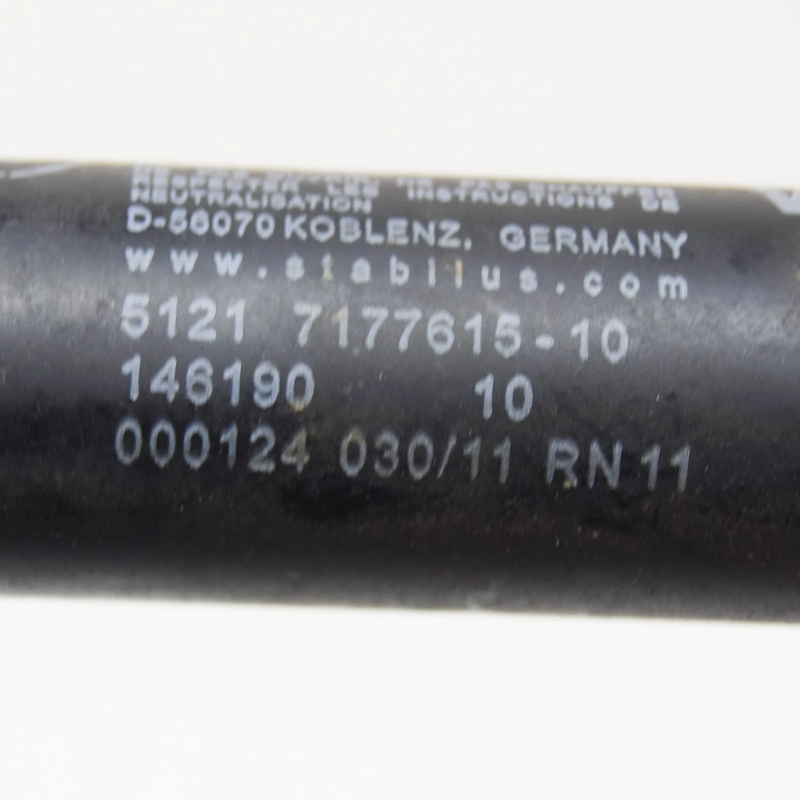 RESPECTER LES INSTRUCTIONS DE
NEUTRALISATION
D-56070 KOBLENZ, GERMANY
www.stabilus.com
5121 7177615-10
146190 10
000124 030/11 RN 11